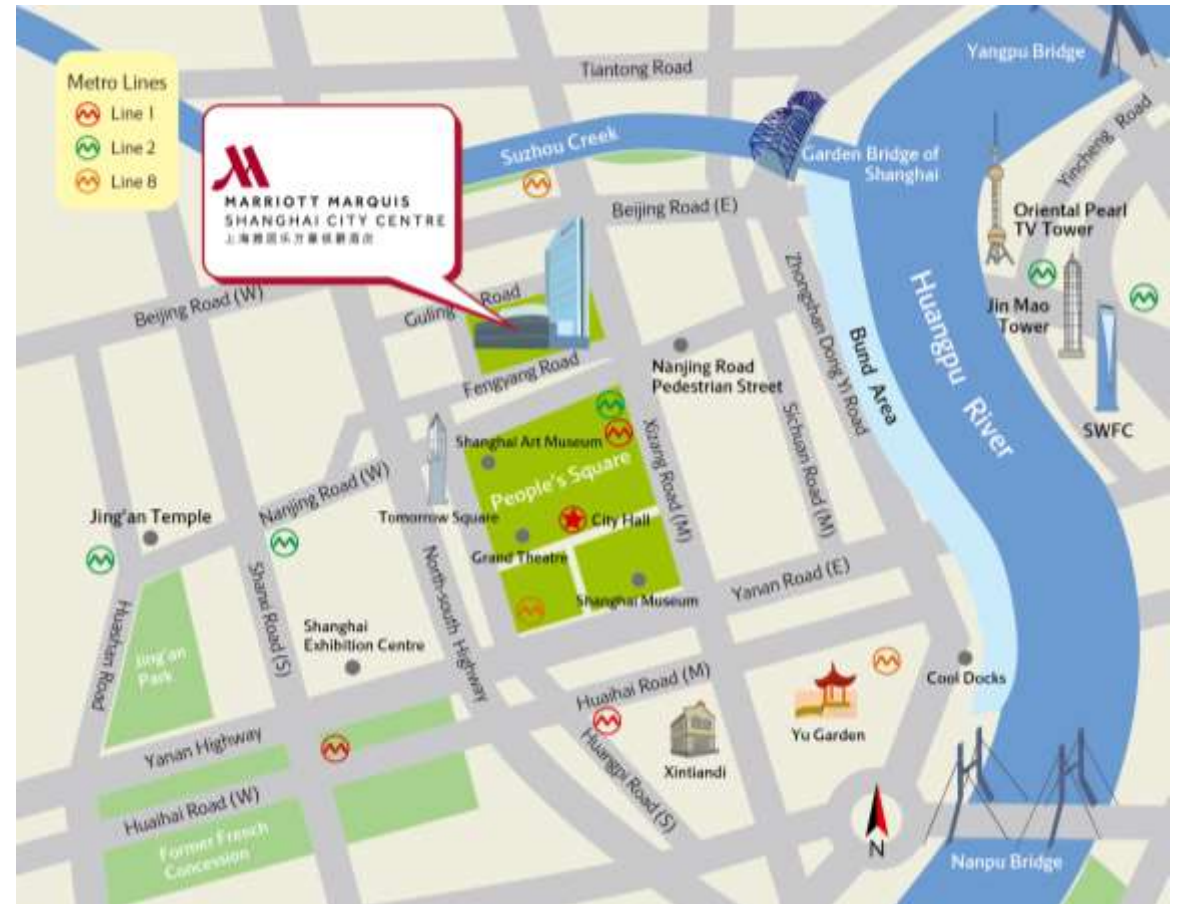 Metro Lines
Line 1
Line 2
Line 8
MARRIOTT MARQUIS
SHANGHAI CITY CENTRE
Tiantong Road
Yangpu Bridge
Suzhou Creek
Garden Bridge of
Shanghai
Yincheng Road
Beijing Road (E)
Oriental Pearl
TV Tower
Beijing Road (W)
Guling Road
Zhongshan Dong Yi Road
Bund Area
Huangpu River
Jin Mao
Tower
SWFC
Fengyang Road
Nanjing Road
Pedestrian Street
Xizang Road (M)
Sichuan Road (M)
Shanghai Art Museum
People's Square
Nanjing Road (W)
Jing'an Temple
Tomorrow Square
City Hall
Grand Theatre
North-south Highway
Shanghai Museum
Yanan Road (E)
Huashan Road
Shanxi Road (S)
Shanghai
Exhibition Centre
Jing'an
Park
Huaihai Road (M)
Cool Docks
Yu Garden
Yanan Highway
Huangpi Road (S)
Xintiandi
Huaihai Road (W)
Former French
Concession
N
Nanpu Bridge